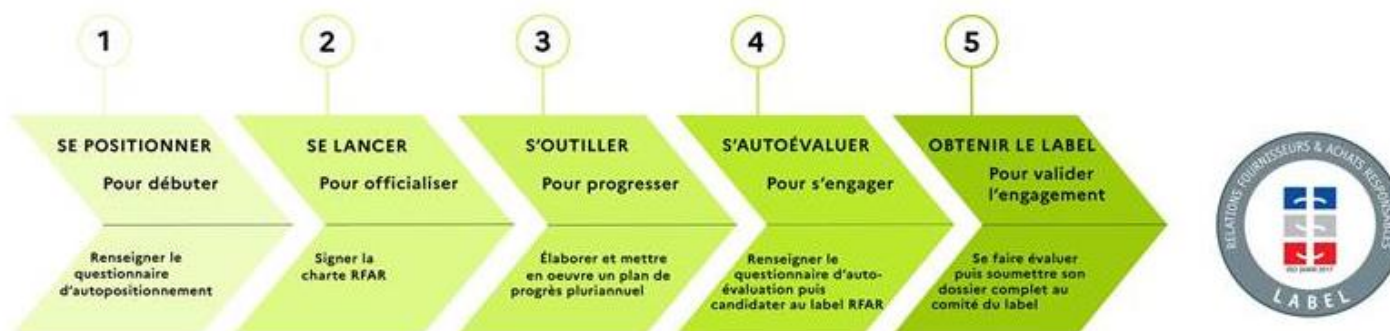 1
SE POSITIONNER
Pour débuter
Renseigner le
questionnaire
d'autopositionnement
2
SE LANCER
Pour officialiser
Signer la
charte RFAR
3
S'OUTILLER
Pour progresser
Élaborer et mettre
en oeuvre un plan de
progrès pluriannuel
4
S'AUTOÉVALUER
Pour s'engager
Renseigner le
questionnaire d'auto-
évaluation puis
candidater au label RFAR
5
OBTENIR LE LABEL
Pour valider
l'engagement
Se faire évaluer
puis soumettre son
dossier complet au
comité du label
RELATIONS FOURNISSEURS & ACHATS RESPONSABLES
ISO 20400:2017
LABEL